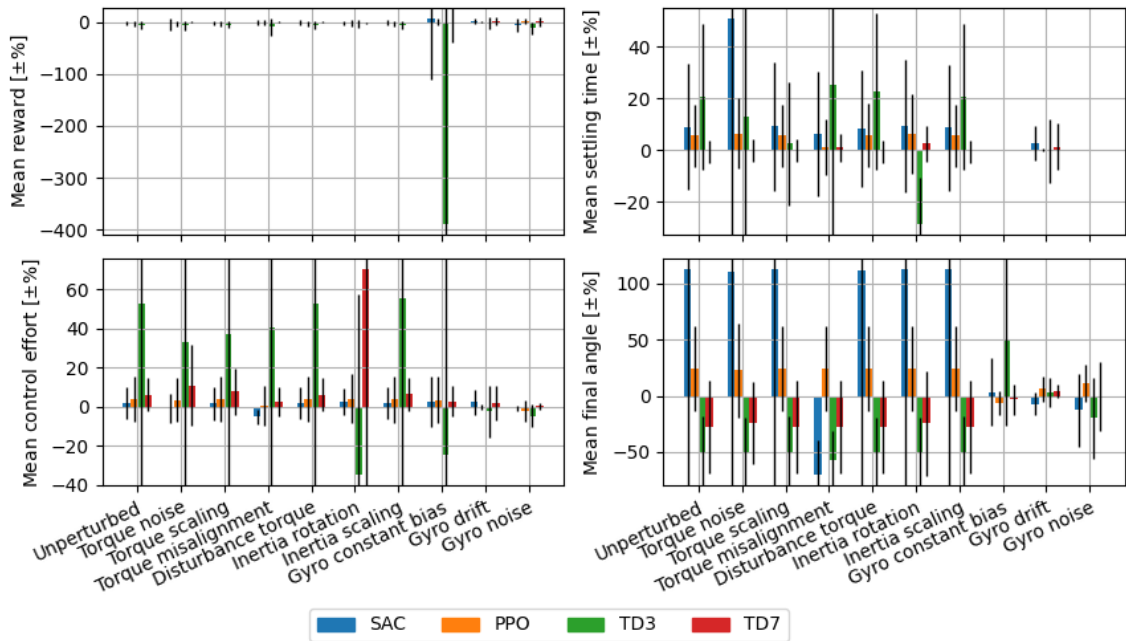 Mean reward [±%]
0
−100
−200
−300
−400
Mean settling time [±%]
40
20
0
−20
Mean control effort [±%]
60
40
20
0
−20
−40
Mean final angle [±%]
100
50
0
−50
Unperturbed
Torque noise
Torque scaling
Torque misalignment
Disturbance torque
Inertia rotation
Inertia scaling
Gyro constant bias
Gyro drift
Gyro noise
Unperturbed
Torque noise
Torque scaling
Torque misalignment
Disturbance torque
Inertia rotation
Inertia scaling
Gyro constant bias
Gyro drift
Gyro noise
SAC PPO TD3 TD7